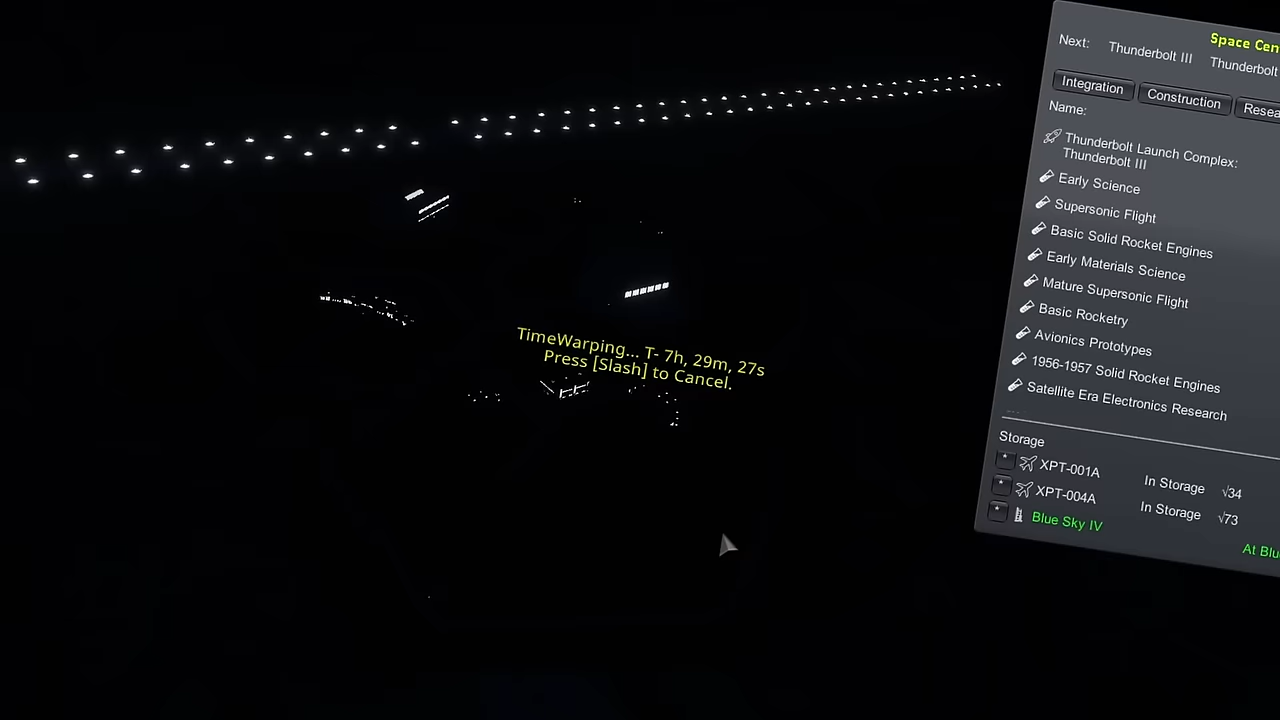 Space Cen
Next: Thunderbolt III Thunderbolt
Integration Construction Resea
Name:
Thunderbolt Launch Complex:
Thunderbolt III
Early Science
Supersonic Flight
Basic Solid Rocket Engines
Early Materials Science
Mature Supersonic Flight
Basic Rocketry
Avionics Prototypes
1956-1957 Solid Rocket Engines
Satellite Era Electronics Research
Storage
* XPT-001A In Storage √34
* XPT-004A In Storage √73
* Blue Sky IV At Blu
TimeWarping... T- 7h, 29m, 27s
Press [Slash] to Cancel.